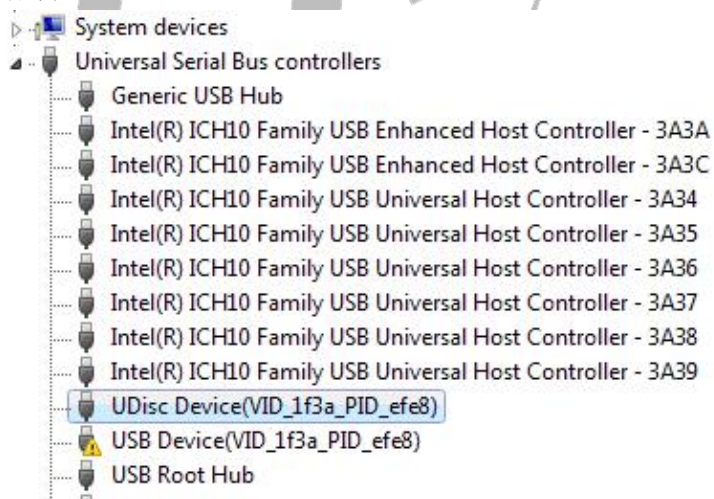 System devices
Universal Serial Bus controllers
Generic USB Hub
Intel(R) ICH10 Family USB Enhanced Host Controller - 3A3A
Intel(R) ICH10 Family USB Enhanced Host Controller - 3A3C
Intel(R) ICH10 Family USB Universal Host Controller - 3A34
Intel(R) ICH10 Family USB Universal Host Controller - 3A35
Intel(R) ICH10 Family USB Universal Host Controller - 3A36
Intel(R) ICH10 Family USB Universal Host Controller - 3A37
Intel(R) ICH10 Family USB Universal Host Controller - 3A38
Intel(R) ICH10 Family USB Universal Host Controller - 3A39
UDisc Device(VID_1f3a_PID_efe8)
USB Device(VID_1f3a_PID_efe8)
USB Root Hub